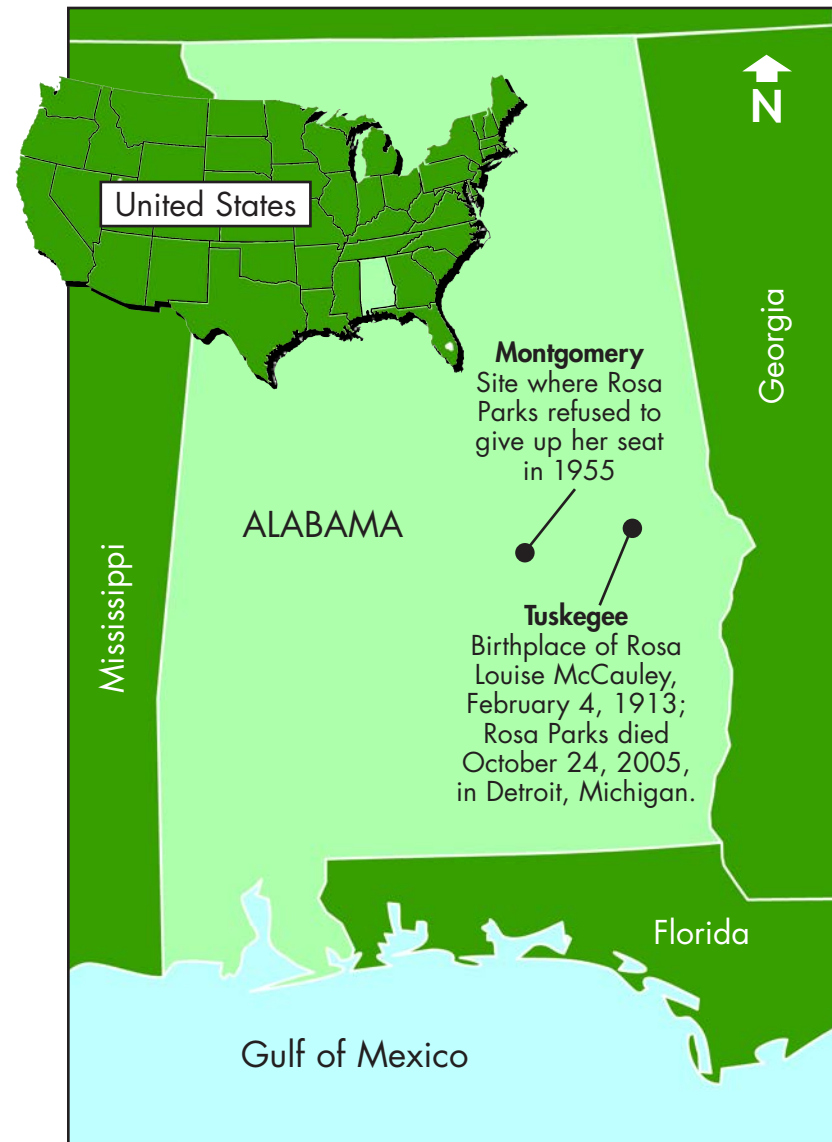 N
United States
Montgomery
Site where Rosa
Parks refused to
give up her seat
in 1955
Georgia
ALABAMA
Mississippi
Tuskegee
Birthplace of Rosa
Louise McCauley,
February 4, 1913;
Rosa Parks died
October 24, 2005,
in Detroit, Michigan.
Florida
Gulf of Mexico